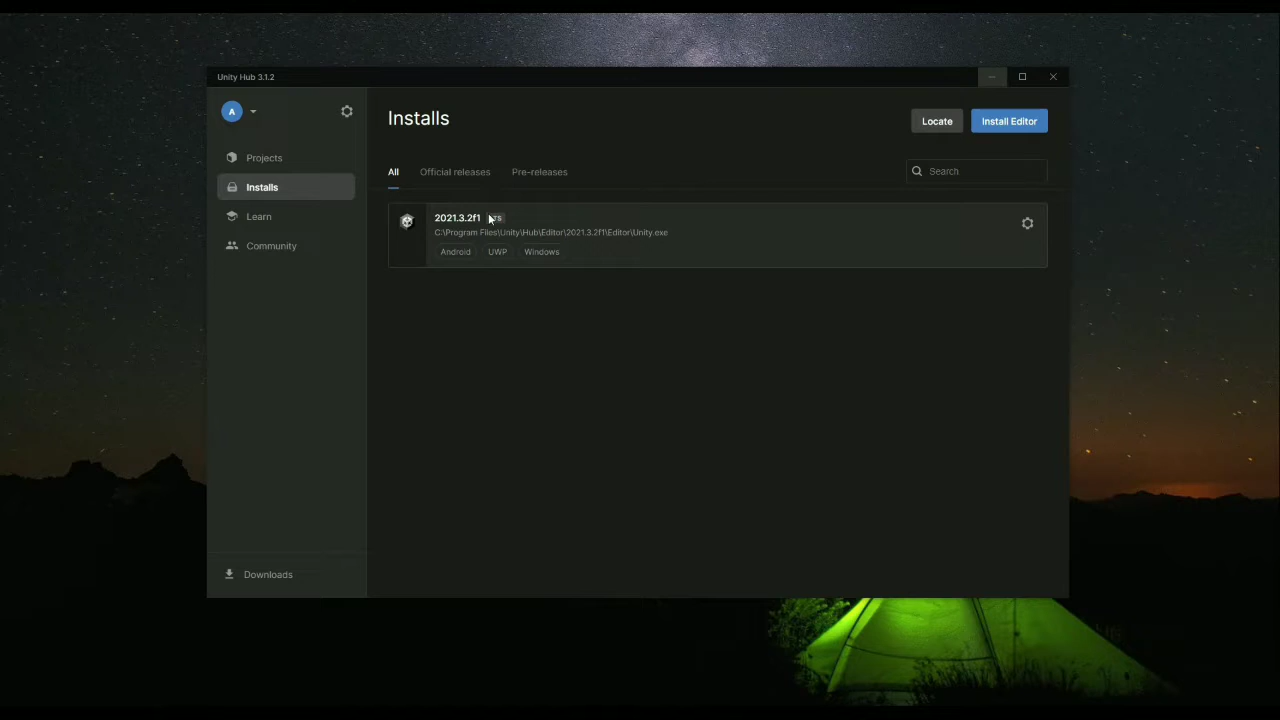 Unity Hub 3.1.2
A
Installs
Locate
Install Editor
Projects
Installs
Learn
Community
All
Official releases
Pre-releases
Search
2021.3.2f1
C:\Program Files\Unity\Hub\Editor\2021.3.2f1\Editor\Unity.exe
Android
UWP
Windows
Downloads